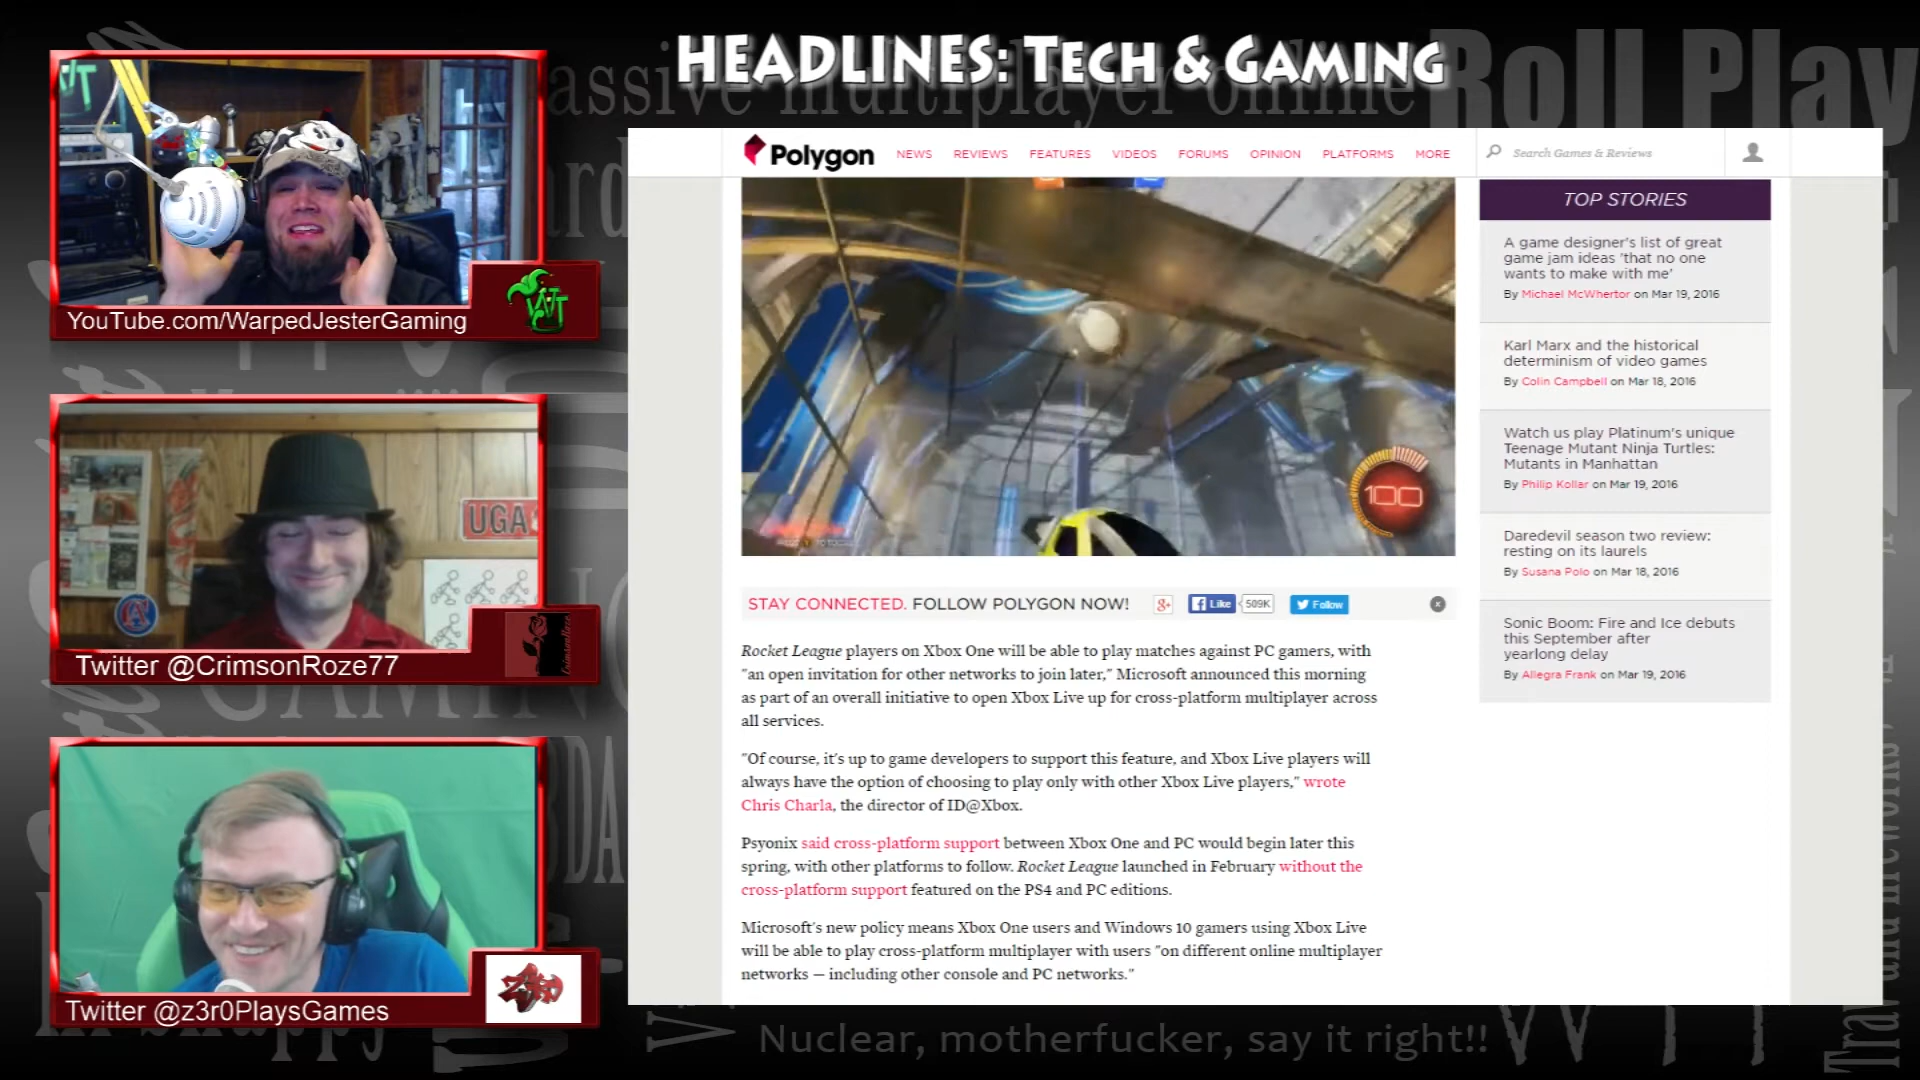 HEADLINES: TECH & GAMING
assive multiplayer online
Roll Play
YouTube.com/WarpedJesterGaming
WT
UGA
Twitter @CrimsonRoze77
Twitter @z3r0PlaysGames
Polygon
NEWS REVIEWS FEATURES VIDEOS FORUMS OPINION PLATFORMS MORE
Search Games & Reviews
100
STAY CONNECTED. FOLLOW POLYGON NOW!
g+ Like 509K Follow
Rocket League players on Xbox One will be able to play matches against PC gamers, with
"an open invitation for other networks to join later," Microsoft announced this morning
as part of an overall initiative to open Xbox Live up for cross-platform multiplayer across
all services.
"Of course, it's up to game developers to support this feature, and Xbox Live players will
always have the option of choosing to play only with other Xbox Live players," wrote
Chris Charla, the director of ID@Xbox.
Psyonix said cross-platform support between Xbox One and PC would begin later this
spring, with other platforms to follow. Rocket League launched in February without the
cross-platform support featured on the PS4 and PC editions.
Microsoft's new policy means Xbox One users and Windows 10 gamers using Xbox Live
will be able to play cross-platform multiplayer with users "on different online multiplayer
networks — including other console and PC networks."
TOP STORIES
A game designer's list of great
game jam ideas 'that no one
wants to make with me'
By Michael McWhertor on Mar 19, 2016
Karl Marx and the historical
determinism of video games
By Colin Campbell on Mar 18, 2016
Watch us play Platinum's unique
Teenage Mutant Ninja Turtles:
Mutants in Manhattan
By Philip Kollar on Mar 19, 2016
Daredevil season two review:
resting on its laurels
By Susana Polo on Mar 18, 2016
Sonic Boom: Fire and Ice debuts
this September after
yearlong delay
By Allegra Frank on Mar 19, 2016
Nuclear, motherfucker, say it right!!